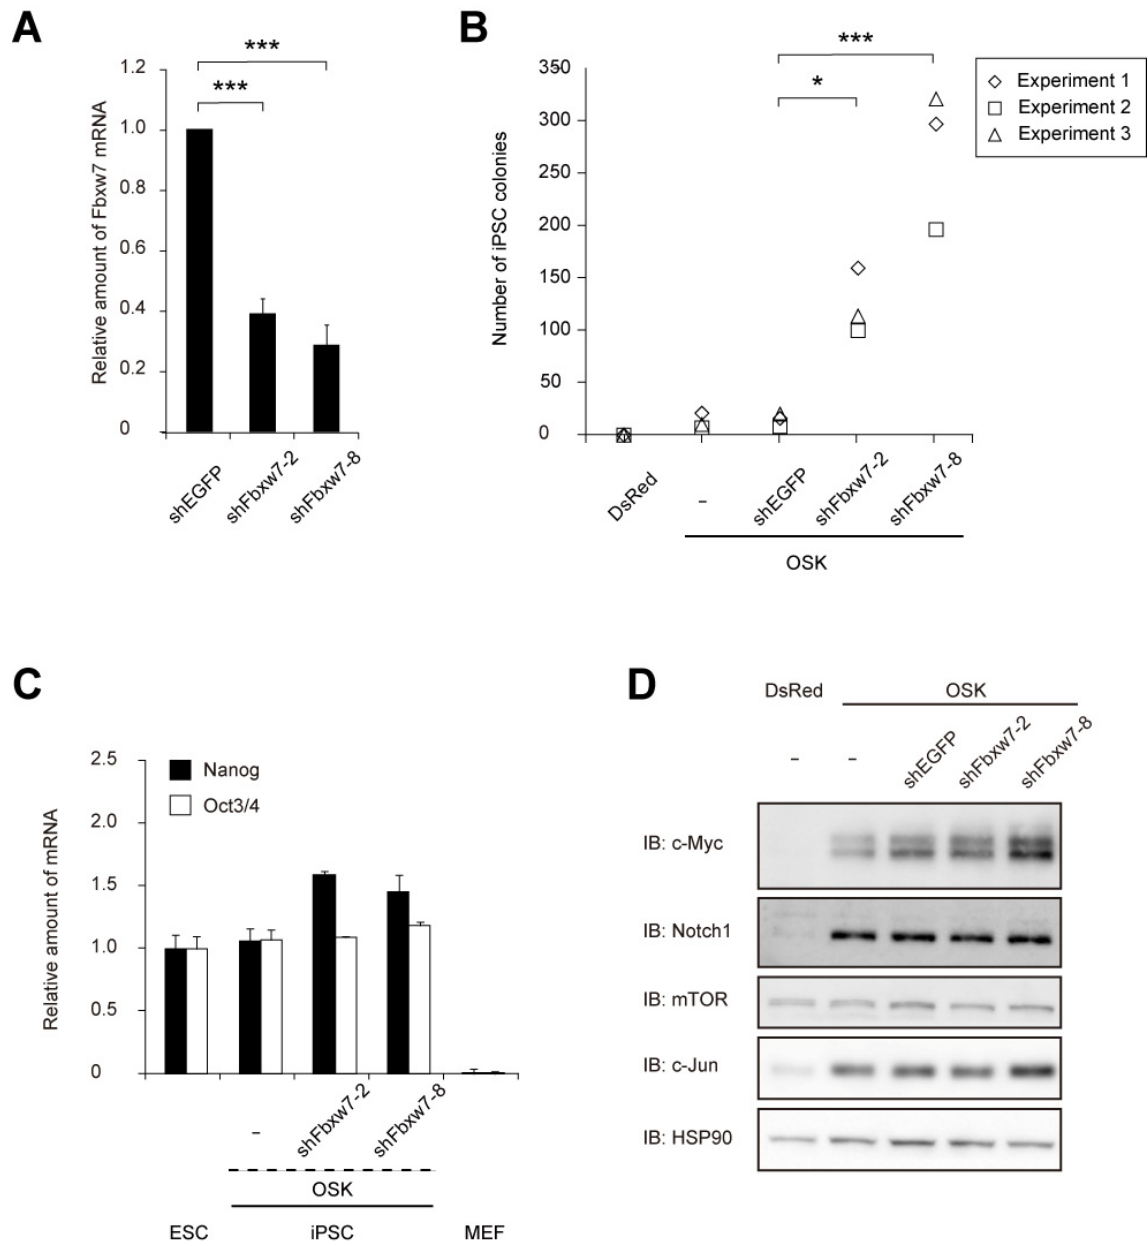 A
***
***
1.2
1.0
0.8
0.6
0.4
0.2
0
Relative amount of Fbxw7 mRNA
shEGFP
shFbxw7-2
shFbxw7-8
B
***
*
350
300
250
200
150
100
50
0
Number of iPSC colonies
Experiment 1
Experiment 2
Experiment 3
DsRed
-
shEGFP
shFbxw7-2
shFbxw7-8
OSK
C
2.5
2.0
1.5
1.0
0.5
0
Relative amount of mRNA
Nanog
Oct3/4
-
shFbxw7-2
shFbxw7-8
OSK
ESC
iPSC
MEF
D
DsRed
OSK
-
-
shEGFP
shFbxw7-2
shFbxw7-8
IB: c-Myc
IB: Notch1
IB: mTOR
IB: c-Jun
IB: HSP90